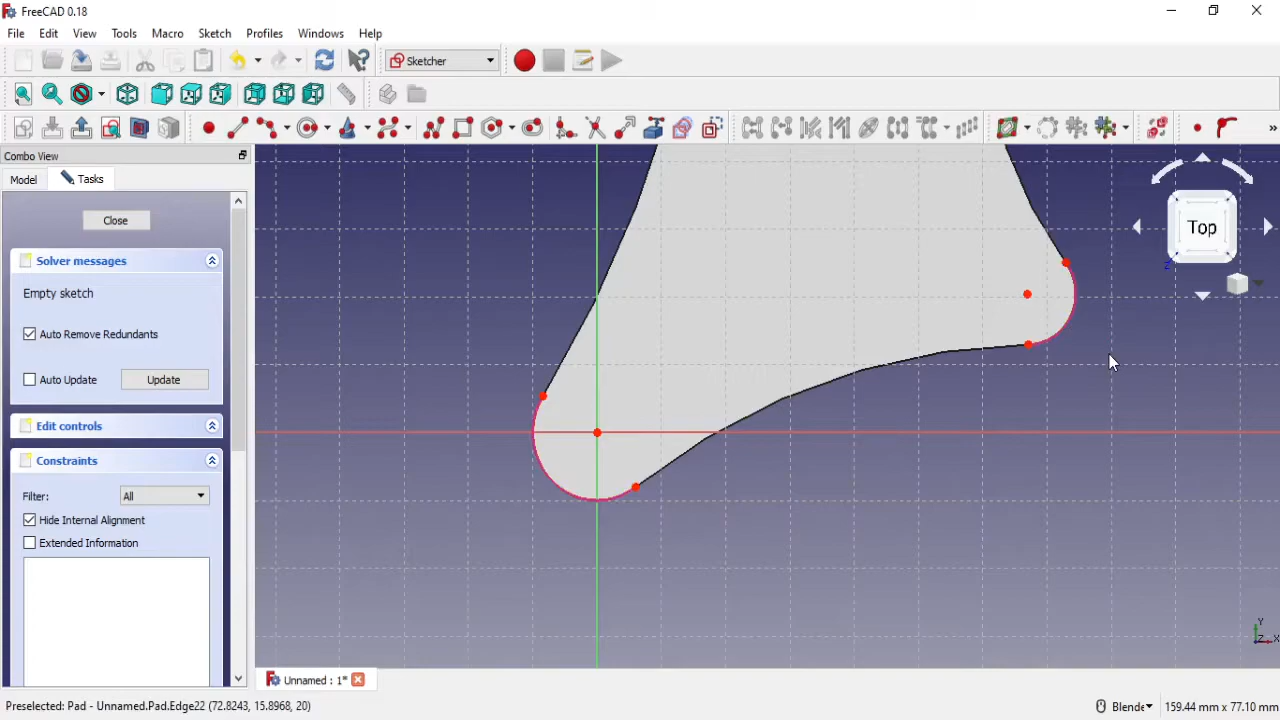 FreeCAD 0.18
File Edit View Tools Macro Sketch Profiles Windows Help
Sketcher
»
Combo View
Model Tasks
Close
Solver messages
Empty sketch
Auto Remove Redundants
Auto Update Update
Edit controls
Constraints
Filter: All
Hide Internal Alignment
Extended Information
Top
Z
Y
Z X
Unnamed : 1*
Preselected: Pad - Unnamed.Pad.Edge22 (72.8243, 15.8968, 20) Blende 159.44 mm x 77.10 mm